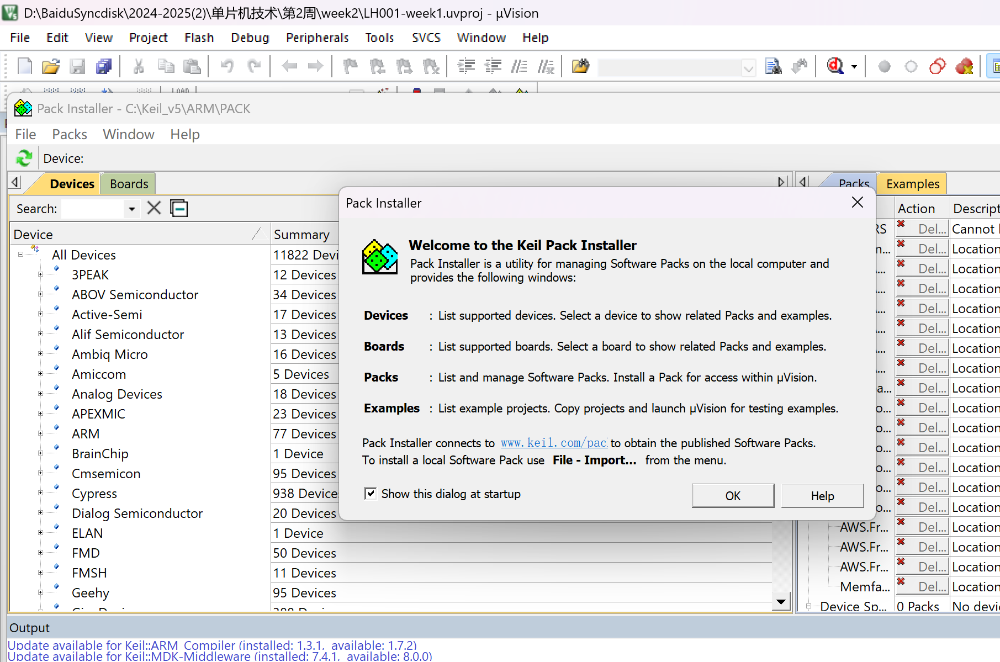 D:\BaiduSyncdisk\2024-2025(2)\单片机技术\第2周\week2\LH001-week1.uvproj - µVision
File Edit View Project Flash Debug Peripherals Tools SVCS Window Help
Pack Installer - C:\Keil_v5\ARM\PACK
File Packs Window Help
Device:
Devices Boards
Search:
Device Summary
All Devices 11822 Devi
3PEAK 12 Devices
ABOV Semiconductor 34 Devices
Active-Semi 17 Devices
Alif Semiconductor 13 Devices
Ambiq Micro 16 Devices
Amiccom 5 Devices
Analog Devices 18 Devices
APEXMIC 23 Devices
ARM 77 Devices
BrainChip 1 Device
Cmsemicon 95 Devices
Cypress 938 Device
Dialog Semiconductor 20 Devices
ELAN 1 Device
FMD 50 Devices
FMSH 11 Devices
Geehy 95 Devices
Pack Installer
Welcome to the Keil Pack Installer
Pack Installer is a utility for managing Software Packs on the local computer and
provides the following windows:
Devices : List supported devices. Select a device to show related Packs and examples.
Boards : List supported boards. Select a board to show related Packs and examples.
Packs : List and manage Software Packs. Install a Pack for access within µVision.
Examples : List example projects. Copy projects and launch µVision for testing examples.
Pack Installer connects to www.keil.com/pac to obtain the published Software Packs.
To install a local Software Pack use File - Import... from the menu.
Show this dialog at startup
OK Help
Packs Examples
Action Descript
RS Del... Cannot
... Del... Location
... Del... Location
... Del... Location
... Del... Location
... Del... Location
... Del... Location
... Del... Location
a... Del... Location
o... Del... Location
o... Del... Location
o... Del... Location
o... Del... Location
o... Del... Location
o... Del... Location
AWS.Fr... Del... Location
AWS.Fr... Del... Location
AWS.Fr... Del... Location
Memfa... Del... Location
Device Sp... 0 Packs No devi
Output
Update available for Keil::ARM_Compiler (installed: 1.3.1, available: 1.7.2)
Update available for Keil::MDK-Middleware (installed: 7.4.1, available: 8.0.0)